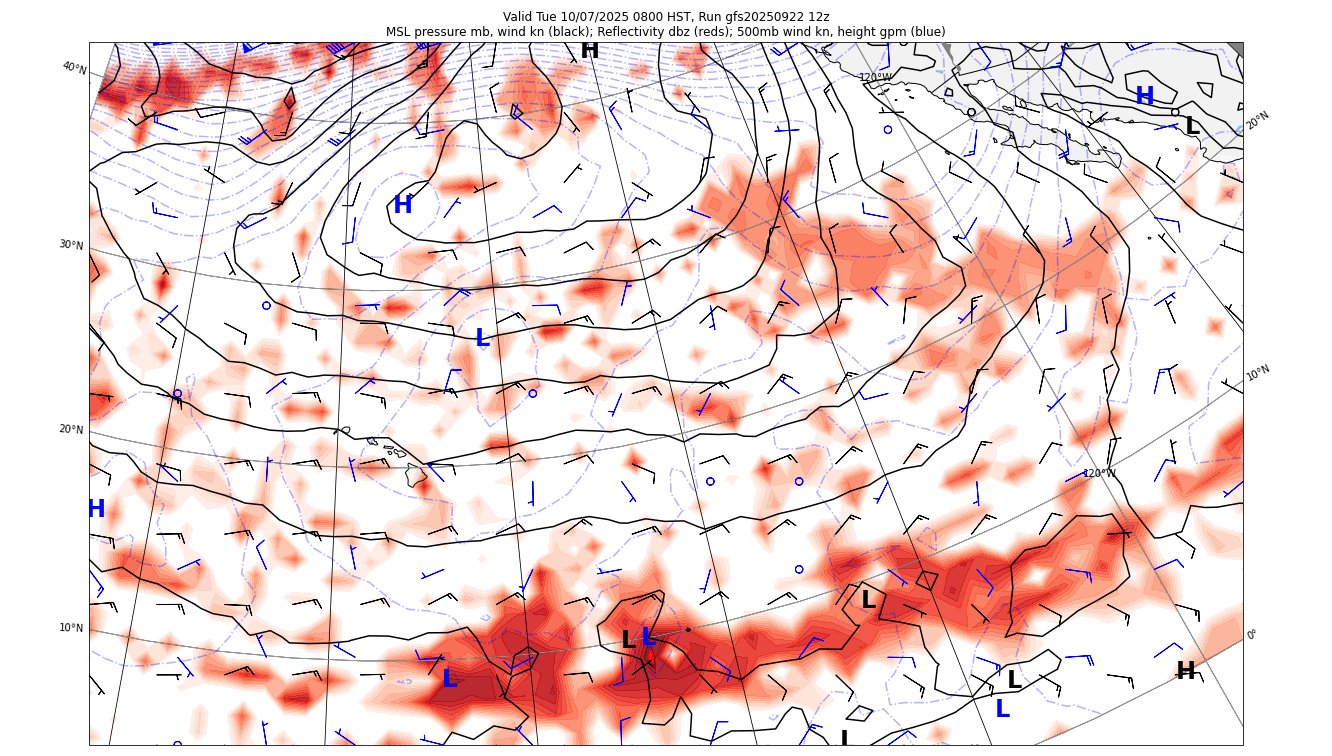 Valid Tue 10/07/2025 0800 HST, Run gfs20250922 12z
MSL pressure mb, wind kn (black); Reflectivity dbz (reds); 500mb wind kn, height gpm (blue)
H
40°N
120°W
H
L
20°N
H
30°N
L
10°N
20°N
120°W
H
L
10°N
L
L
0°
H
L
L
L
L